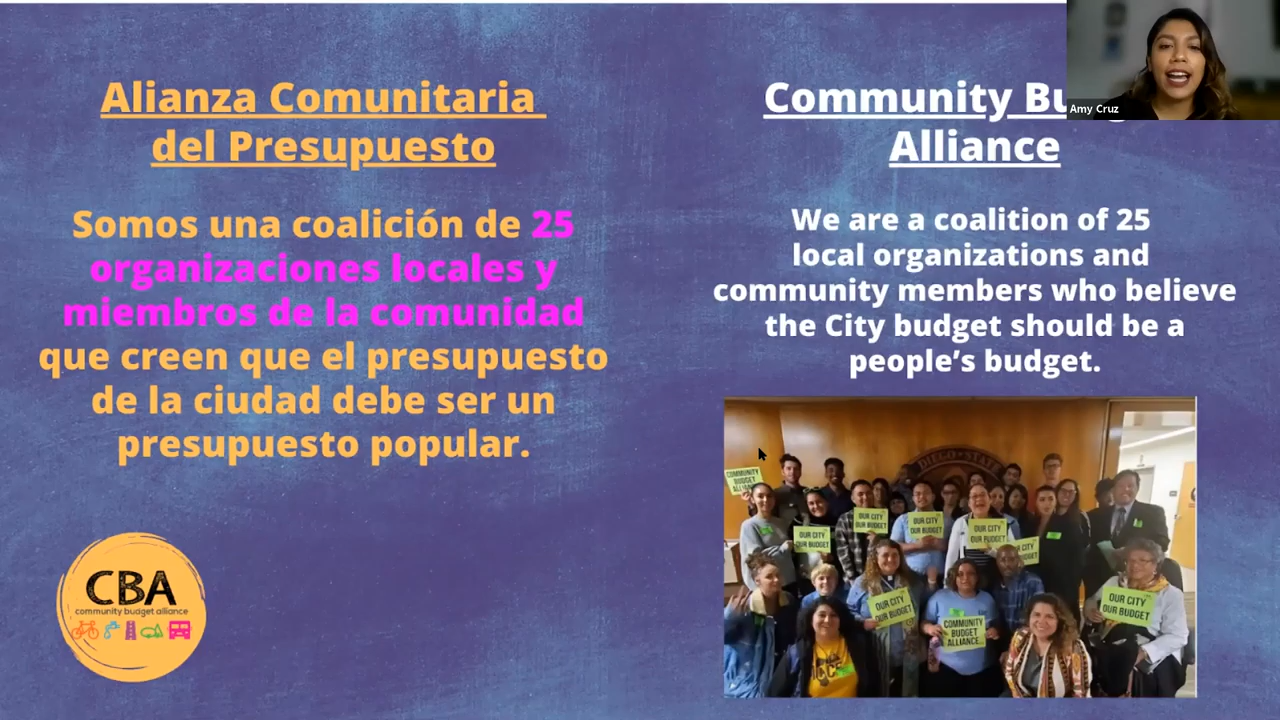 Alianza Comunitaria
del Presupuesto
Somos una coalición de 25
organizaciones locales y
miembros de la comunidad
que creen que el presupuesto
de la ciudad debe ser un
presupuesto popular.
CBA
community budget alliance
Community
Alliance
We are a coalition of 25
local organizations and
community members who believe
the City budget should be a
people's budget.
Amy Cruz
DIEGO STATE
COMMUNITY
BUDGET
ALLIANCE
OUR CITY
OUR BUDGET
OUR CITY
OUR BUDGET
OUR CITY
OUR BUDGET
OUR CITY
OUR BUDGET
OUR CITY
OUR BUDGET
COMMUNITY
BUDGET
ALLIANCE
OUR CITY
OUR BUDGET